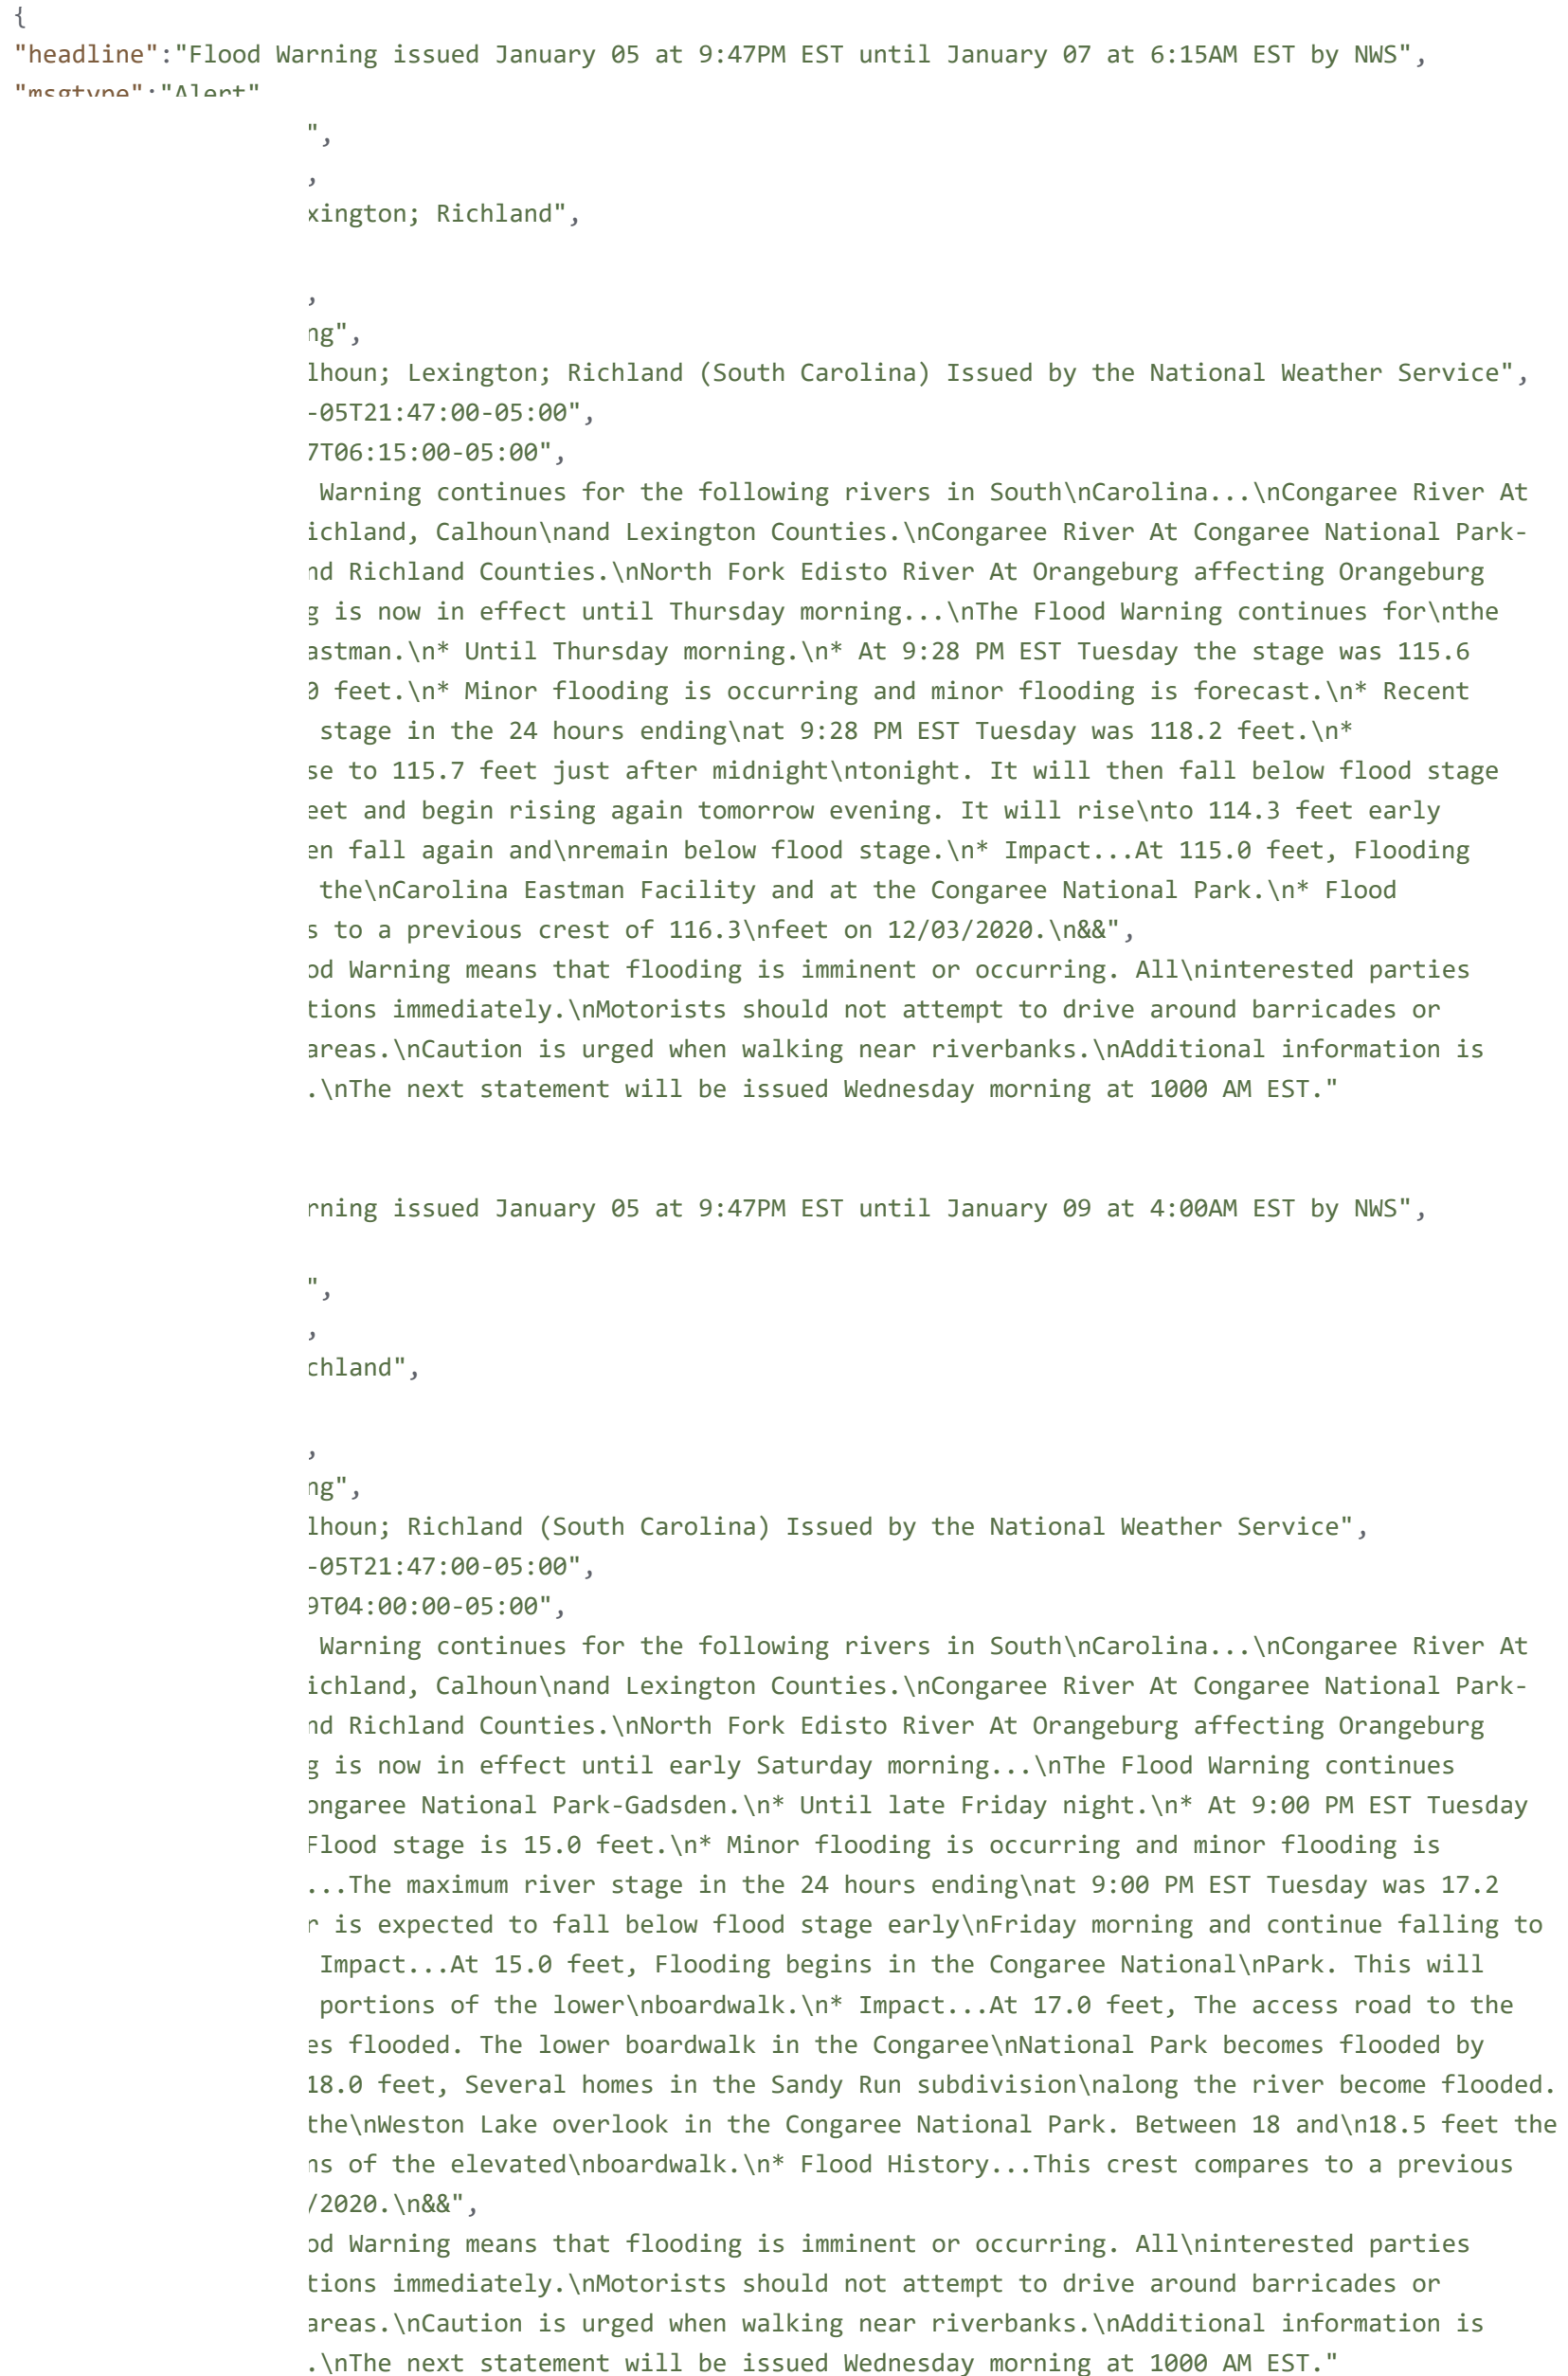 {
"headline":"Flood Warning issued January 05 at 9:47PM EST until January 07 at 6:15AM EST by NWS",
"msgtype":"Alert"
",
,
xington; Richland",
,
ng",
lhoun; Lexington; Richland (South Carolina) Issued by the National Weather Service",
-05T21:47:00-05:00",
7T06:15:00-05:00",
Warning continues for the following rivers in South\nCarolina...\nCongaree River At
ichland, Calhoun\nand Lexington Counties.\nCongaree River At Congaree National Park-
nd Richland Counties.\nNorth Fork Edisto River At Orangeburg affecting Orangeburg
g is now in effect until Thursday morning...\nThe Flood Warning continues for\nthe
astman.\n* Until Thursday morning.\n* At 9:28 PM EST Tuesday the stage was 115.6
0 feet.\n* Minor flooding is occurring and minor flooding is forecast.\n* Recent
stage in the 24 hours ending\nat 9:28 PM EST Tuesday was 118.2 feet.\n*
se to 115.7 feet just after midnight\ntonight. It will then fall below flood stage
eet and begin rising again tomorrow evening. It will rise\nto 114.3 feet early
en fall again and\nremain below flood stage.\n* Impact...At 115.0 feet, Flooding
the\nCarolina Eastman Facility and at the Congaree National Park.\n* Flood
s to a previous crest of 116.3\nfeet on 12/03/2020.\n&&",
od Warning means that flooding is imminent or occurring. All\ninterested parties
tions immediately.\nMotorists should not attempt to drive around barricades or
areas.\nCaution is urged when walking near riverbanks.\nAdditional information is
.\nThe next statement will be issued Wednesday morning at 1000 AM EST."
rning issued January 05 at 9:47PM EST until January 09 at 4:00AM EST by NWS",
",
,
chland",
,
ng",
lhoun; Richland (South Carolina) Issued by the National Weather Service",
-05T21:47:00-05:00",
9T04:00:00-05:00",
Warning continues for the following rivers in South\nCarolina...\nCongaree River At
ichland, Calhoun\nand Lexington Counties.\nCongaree River At Congaree National Park-
nd Richland Counties.\nNorth Fork Edisto River At Orangeburg affecting Orangeburg
g is now in effect until early Saturday morning...\nThe Flood Warning continues
ongaree National Park-Gadsden.\n* Until late Friday night.\n* At 9:00 PM EST Tuesday
Flood stage is 15.0 feet.\n* Minor flooding is occurring and minor flooding is
...The maximum river stage in the 24 hours ending\nat 9:00 PM EST Tuesday was 17.2
r is expected to fall below flood stage early\nFriday morning and continue falling to
Impact...At 15.0 feet, Flooding begins in the Congaree National\nPark. This will
portions of the lower\nboardwalk.\n* Impact...At 17.0 feet, The access road to the
es flooded. The lower boardwalk in the Congaree\nNational Park becomes flooded by
18.0 feet, Several homes in the Sandy Run subdivision\nalong the river become flooded.
the\nWeston Lake overlook in the Congaree National Park. Between 18 and\n18.5 feet the
ns of the elevated\nboardwalk.\n* Flood History...This crest compares to a previous
/2020.\n&&",
od Warning means that flooding is imminent or occurring. All\ninterested parties
tions immediately.\nMotorists should not attempt to drive around barricades or
areas.\nCaution is urged when walking near riverbanks.\nAdditional information is
.\nThe next statement will be issued Wednesday morning at 1000 AM EST."